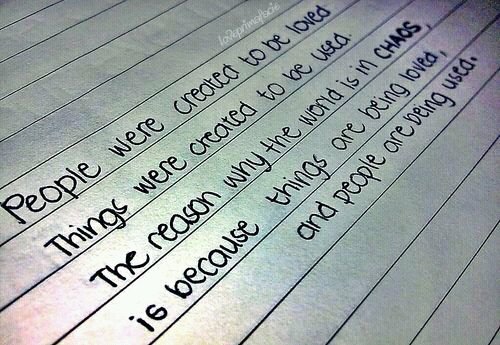 People were created to be loved
Things were created to be used.
The reason why the world is in CHAOS,
is because things are being loved,
and people are being used.